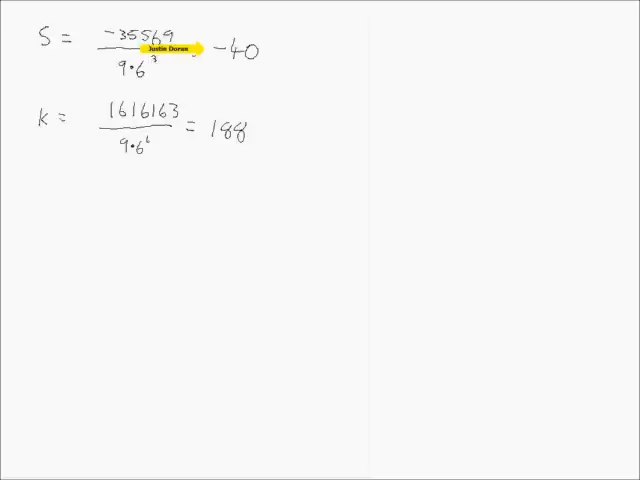 S = -35569 / 9·6³ = -40
Justin Doran
k = 1616163 / 9·6⁶ = 188